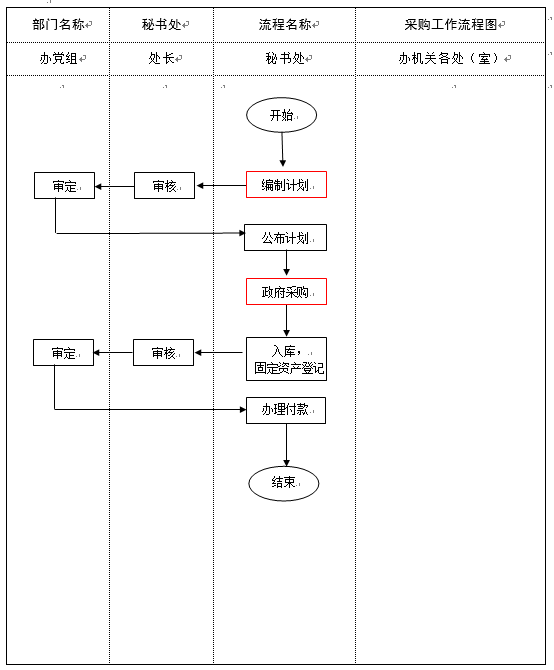 部门名称 秘书处 流程名称 采购工作流程图
办党组 处长 秘书处 办机关各处（室）
开始
审定 审核 编制计划
公布计划
政府采购
审定 审核 入库，
固定资产登记
办理付款
结束